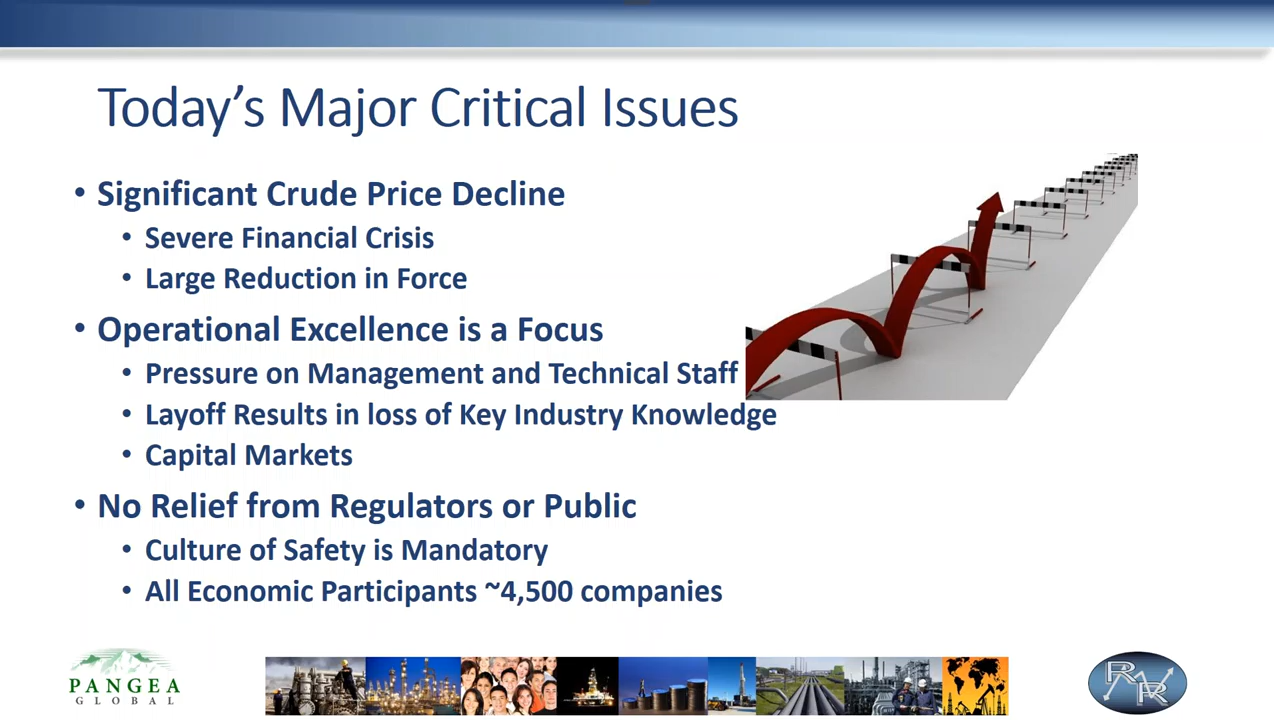 Today's Major Critical Issues
• Significant Crude Price Decline
• Severe Financial Crisis
• Large Reduction in Force
• Operational Excellence is a Focus
• Pressure on Management and Technical Staff
• Layoff Results in loss of Key Industry Knowledge
• Capital Markets
• No Relief from Regulators or Public
• Culture of Safety is Mandatory
• All Economic Participants ~4,500 companies
PANGEA
GLOBAL